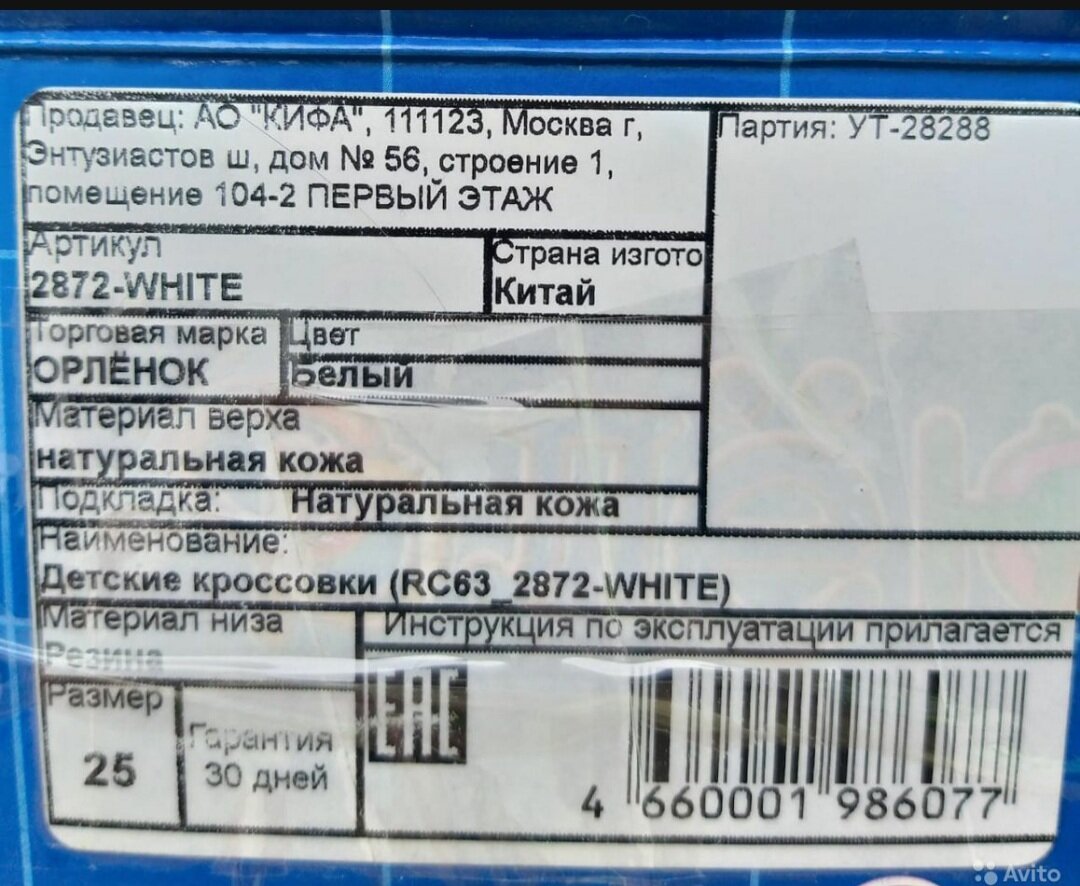 Продавец: АО "КИФА", 111123, Москва г,
Энтузиастов ш, дом № 56, строение 1,
помещение 104-2 ПЕРВЫЙ ЭТАЖ
Партия: УТ-28288
Артикул
2872-WHITE
Страна изгото
Китай
Торговая марка
ОРЛЁНОК
Цвет
Белый
Материал верха
натуральная кожа
Подкладка: Натуральная кожа
Наименование:
Детские кроссовки (RC63_2872-WHITE)
Материал низа
Резина
Инструкция по эксплуатации прилагается
Размер
25
Гарантия
30 дней
EAC
4 660001 986077
Avito